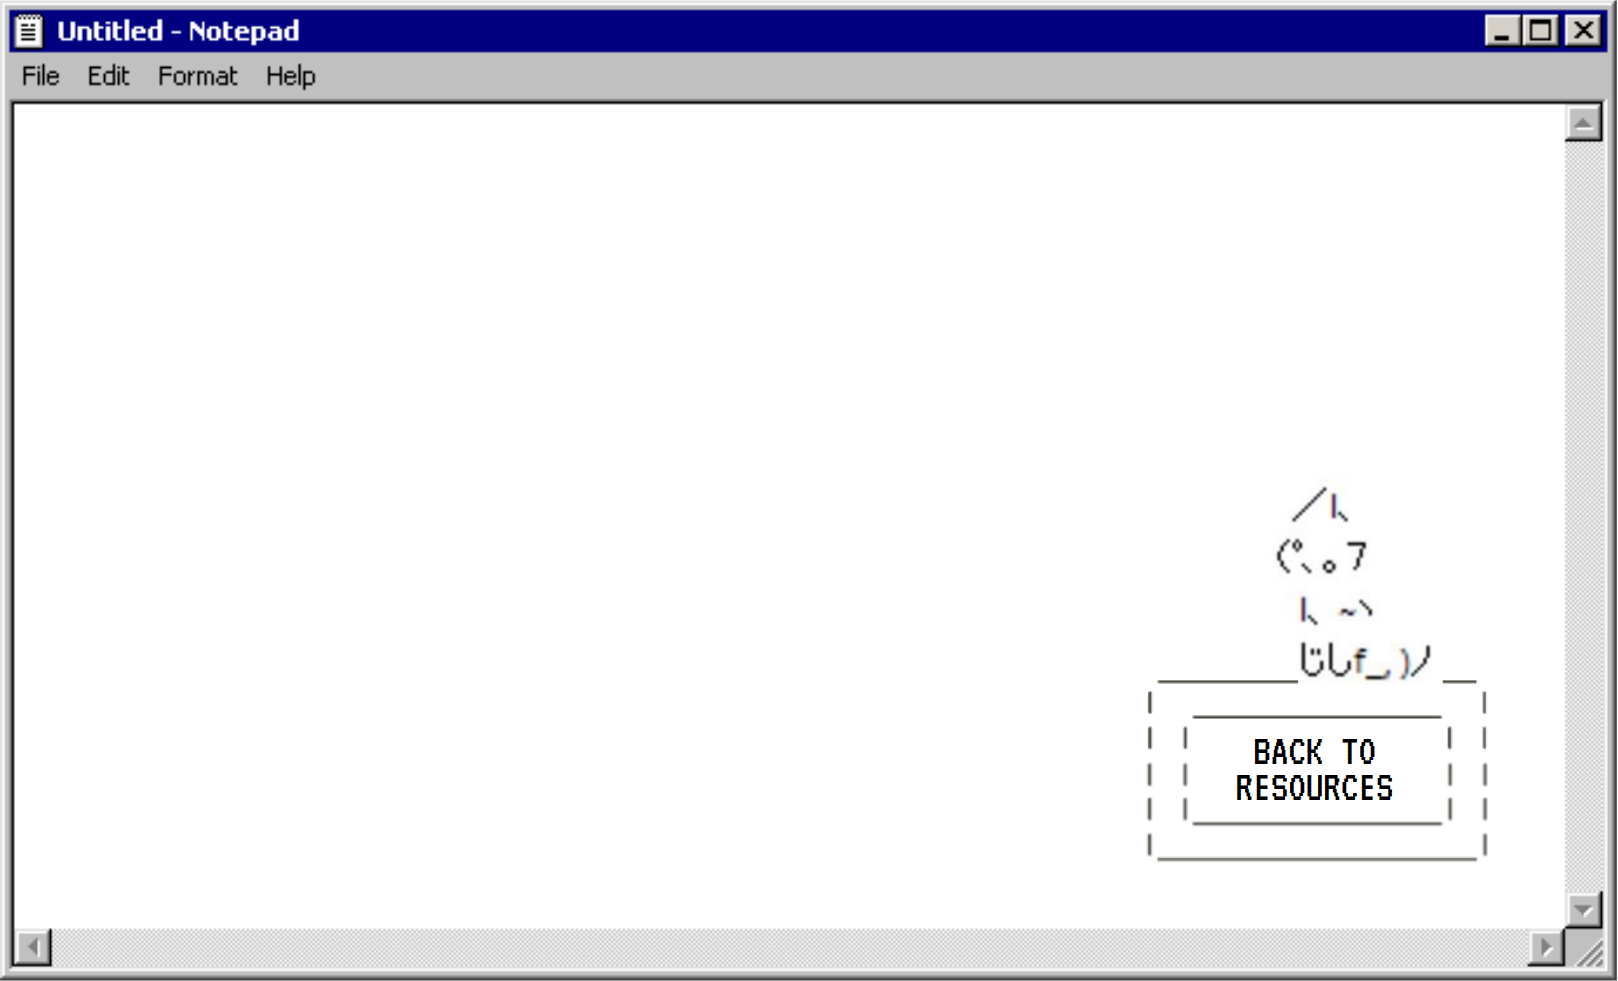 Untitled - Notepad
File Edit Format Help
／l、
(ﾟ､ ｡ 7
l、 ~ヽ
じしf_, )ノ
BACK TO
RESOURCES